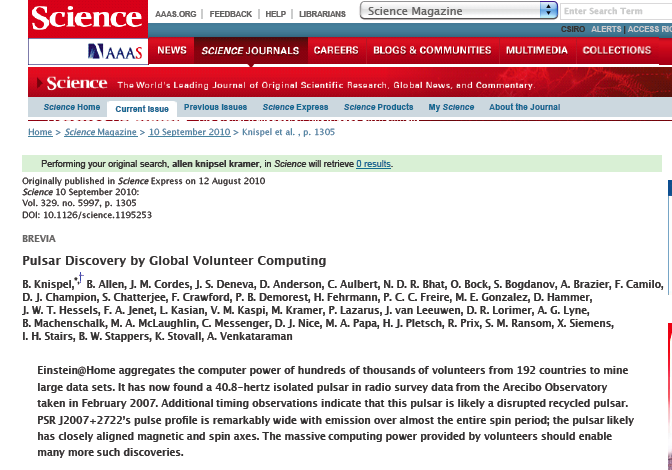 Science
AAAS.ORG | FEEDBACK | HELP | LIBRARIANS
Science Magazine
Enter Search Term
CSIRO ALERTS | ACCESS RIG
AAAS
NEWS SCIENCE JOURNALS CAREERS BLOGS & COMMUNITIES MULTIMEDIA COLLECTIONS
Science The World's Leading Journal of Original Scientific Research, Global News, and Commentary.
Science Home Current Issue Previous Issues Science Express Science Products My Science About the Journal
Home > Science Magazine > 10 September 2010 > Knispel et al. , p. 1305
Performing your original search, allen knipsel kramer, in Science will retrieve 0 results.
Originally published in Science Express on 12 August 2010
Science 10 September 2010:
Vol. 329. no. 5997, p. 1305
DOI: 10.1126/science.1195253
BREVIA
Pulsar Discovery by Global Volunteer Computing
B. Knispel,*,† B. Allen, J. M. Cordes, J. S. Deneva, D. Anderson, C. Aulbert, N. D. R. Bhat, O. Bock, S. Bogdanov, A. Brazier, F. Camilo,
D. J. Champion, S. Chatterjee, F. Crawford, P. B. Demorest, H. Fehrmann, P. C. C. Freire, M. E. Gonzalez, D. Hammer,
J. W. T. Hessels, F. A. Jenet, L. Kasian, V. M. Kaspi, M. Kramer, P. Lazarus, J. van Leeuwen, D. R. Lorimer, A. G. Lyne,
B. Machenschalk, M. A. McLaughlin, C. Messenger, D. J. Nice, M. A. Papa, H. J. Pletsch, R. Prix, S. M. Ransom, X. Siemens,
I. H. Stairs, B. W. Stappers, K. Stovall, A. Venkataraman
Einstein@Home aggregates the computer power of hundreds of thousands of volunteers from 192 countries to mine
large data sets. It has now found a 40.8-hertz isolated pulsar in radio survey data from the Arecibo Observatory
taken in February 2007. Additional timing observations indicate that this pulsar is likely a disrupted recycled pulsar.
PSR J2007+2722's pulse profile is remarkably wide with emission over almost the entire spin period; the pulsar likely
has closely aligned magnetic and spin axes. The massive computing power provided by volunteers should enable
many more such discoveries.